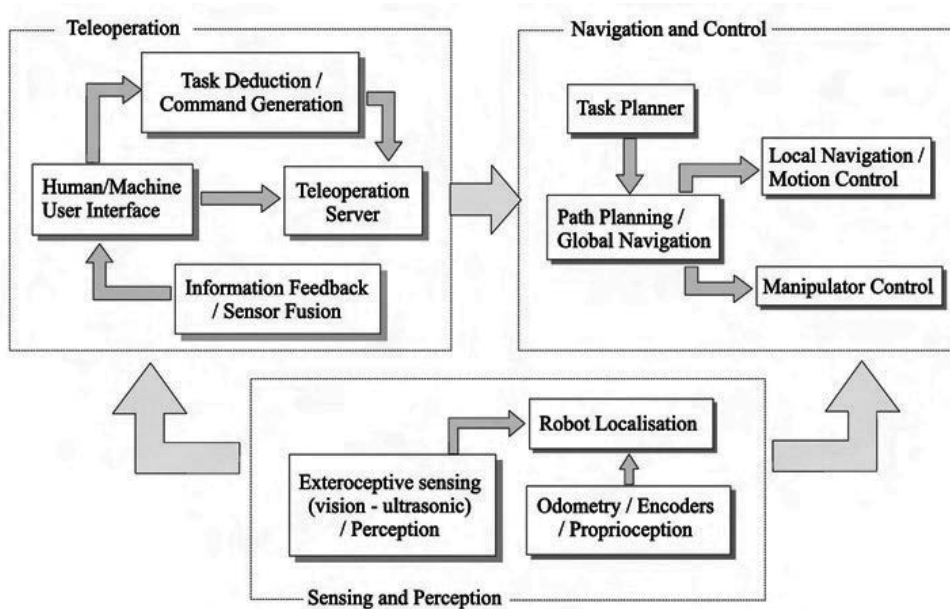 Teleoperation
Task Deduction /
Command Generation
Human/Machine
User Interface
Teleoperation
Server
Information Feedback
/ Sensor Fusion
Navigation and Control
Task Planner
Path Planning /
Global Navigation
Local Navigation /
Motion Control
Manipulator Control
Robot Localisation
Exteroceptive sensing
(vision - ultrasonic)
/ Perception
Odometry / Encoders
/ Proprioception
Sensing and Perception